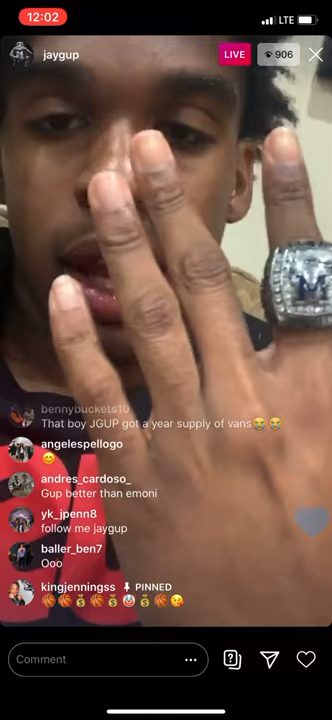 12:02
LTE
jaygup
LIVE
906
M
bennybuckets10
That boy JGUP got a year supply of vans😭😭
angelespellogo
😊
andres_cardoso_
Gup better than emoni
yk_jpenn8
follow me jaygup
baller_ben7
Ooo
kingjenningss PINNED
🏀🏀💰🏀💰🤡💰🏀😘
Comment